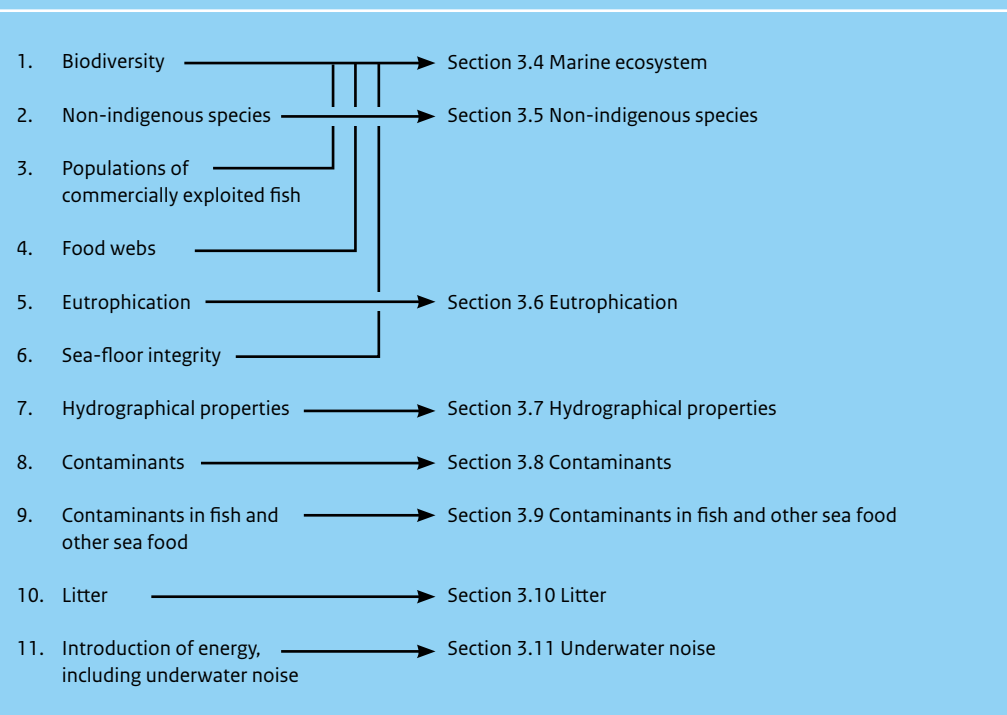 1. Biodiversity Section 3.4 Marine ecosystem
2. Non-indigenous species Section 3.5 Non-indigenous species
3. Populations of
commercially exploited fish
4. Food webs
5. Eutrophication Section 3.6 Eutrophication
6. Sea-floor integrity
7. Hydrographical properties Section 3.7 Hydrographical properties
8. Contaminants Section 3.8 Contaminants
9. Contaminants in fish and Section 3.9 Contaminants in fish and other sea food
other sea food
10. Litter Section 3.10 Litter
11. Introduction of energy, Section 3.11 Underwater noise
including underwater noise